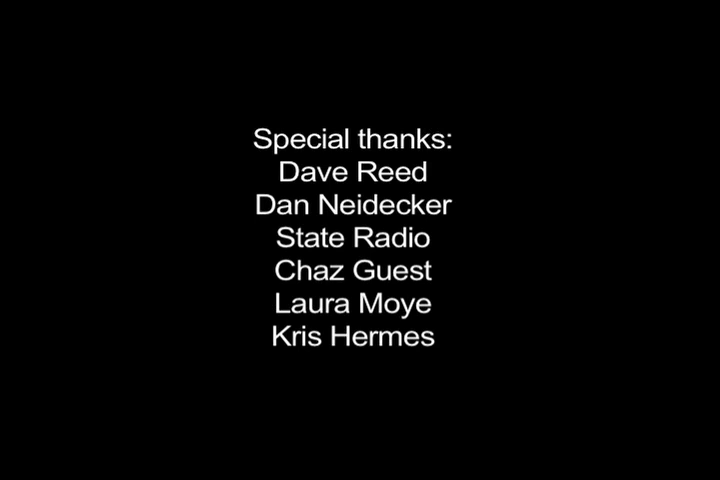 Special thanks:
Dave Reed
Dan Neidecker
State Radio
Chaz Guest
Laura Moye
Kris Hermes